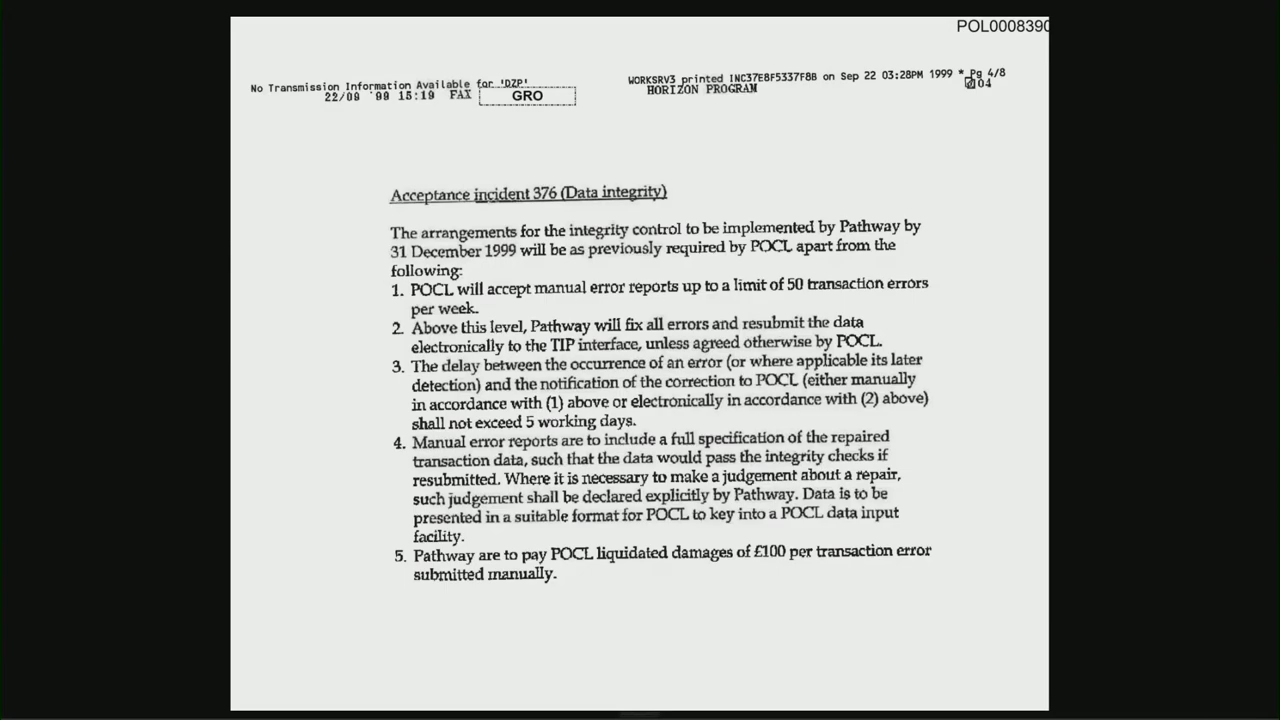 POL0008390
No Transmission Information Available for 'DZP'
WORKSRV3 printed INC37E8F5337F8B on Sep 22 03:28PM 1999 * Pg 4/8
22/09 '99 15:19 FAX
GRO
HORIZON PROGRAM
04
Acceptance incident 376 (Data integrity)
The arrangements for the integrity control to be implemented by Pathway by
31 December 1999 will be as previously required by POCL apart from the
following:
1. POCL will accept manual error reports up to a limit of 50 transaction errors
per week.
2. Above this level, Pathway will fix all errors and resubmit the data
electronically to the TIP interface, unless agreed otherwise by POCL.
3. The delay between the occurrence of an error (or where applicable its later
detection) and the notification of the correction to POCL (either manually
in accordance with (1) above or electronically in accordance with (2) above)
shall not exceed 5 working days.
4. Manual error reports are to include a full specification of the repaired
transaction data, such that the data would pass the integrity checks if
resubmitted. Where it is necessary to make a judgement about a repair,
such judgement shall be declared explicitly by Pathway. Data is to be
presented in a suitable format for POCL to key into a POCL data input
facility.
5. Pathway are to pay POCL liquidated damages of £100 per transaction error
submitted manually.